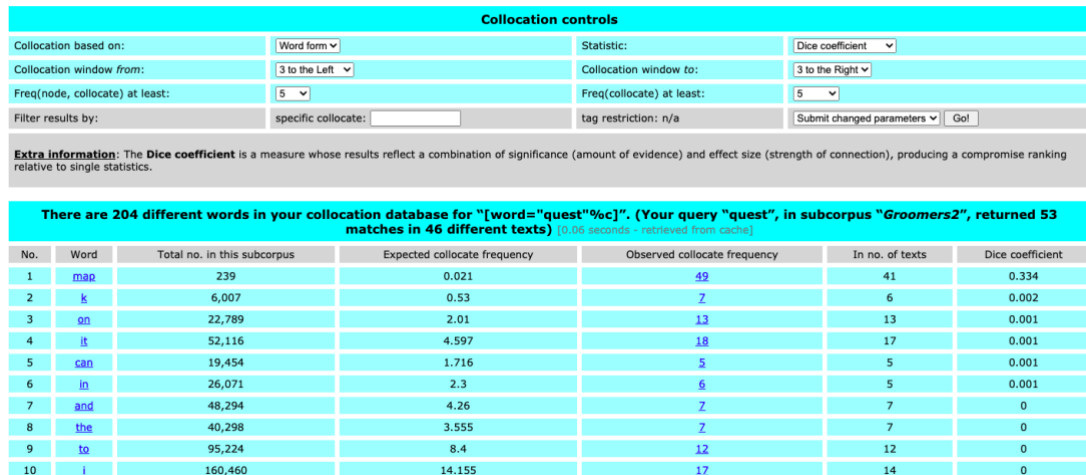 Collocation controls
Collocation based on: Word form Statistic: Dice coefficient
Collocation window from: 3 to the Left Collocation window to: 3 to the Right
Freq(node, collocate) at least: 5 Freq(collocate) at least: 5
Filter results by: specific collocate: tag restriction: n/a Submit changed parameters Go!
Extra information: The Dice coefficient is a measure whose results reflect a combination of significance (amount of evidence) and effect size (strength of connection), producing a compromise ranking
relative to single statistics.
There are 204 different words in your collocation database for “[word="quest"%c]”. (Your query “quest”, in subcorpus “Groomers2”, returned 53
matches in 46 different texts) [0.06 seconds - retrieved from cache]
No. Word Total no. in this subcorpus Expected collocate frequency Observed collocate frequency In no. of texts Dice coefficient
1 map 239 0.021 49 41 0.334
2 k 6,007 0.53 7 6 0.002
3 on 22,789 2.01 13 13 0.001
4 it 52,116 4.597 18 17 0.001
5 can 19,454 1.716 5 5 0.001
6 in 26,071 2.3 6 5 0.001
7 and 48,294 4.26 7 7 0
8 the 40,298 3.555 7 7 0
9 to 95,224 8.4 12 12 0
10 i 160,460 14.155 17 14 0